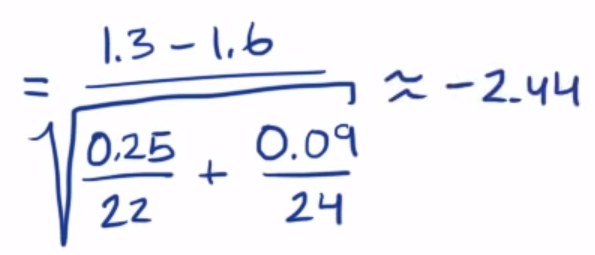 = (1.3 - 1.6) / √(0.25/22 + 0.09/24) ≈ -2.44